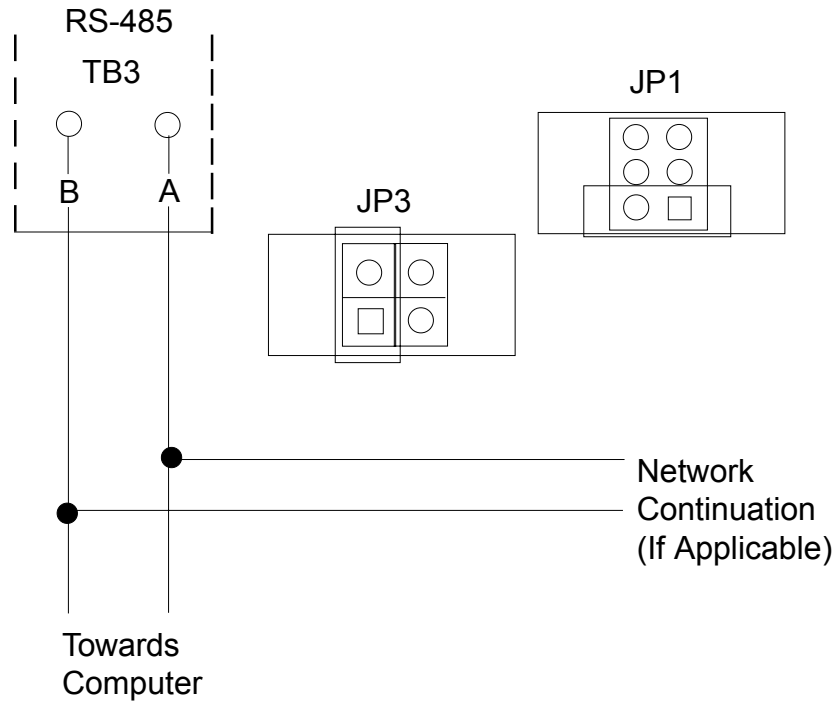 RS-485
TB3
B
A
JP1
JP3
Network
Continuation
(If Applicable)
Towards
Computer